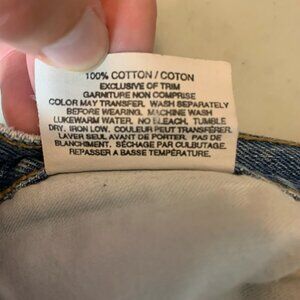 100% COTTON / COTON
EXCLUSIVE OF TRIM
GARNITURE NON COMPRISE
COLOR MAY TRANSFER. WASH SEPARATELY
BEFORE WEARING. MACHINE WASH
LUKEWARM WATER. NO BLEACH. TUMBLE
DRY. IRON LOW. COULEUR PEUT TRANSFÉRER.
LAVER SEUL AVANT DE PORTER. PAS DE
BLANCHIMENT. SÉCHAGE PAR CULBUTAGE.
REPASSER A BASSE TEMPÉRATURE.